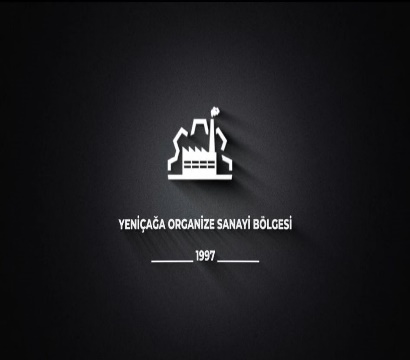 YENİÇAĞA ORGANİZE SANAYİ BÖLGESİ
1997